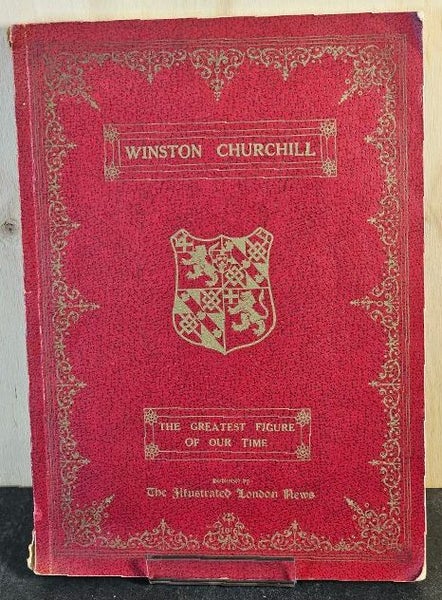 WINSTON CHURCHILL
THE GREATEST FIGURE
OF OUR TIME
Published by
The Illustrated London News